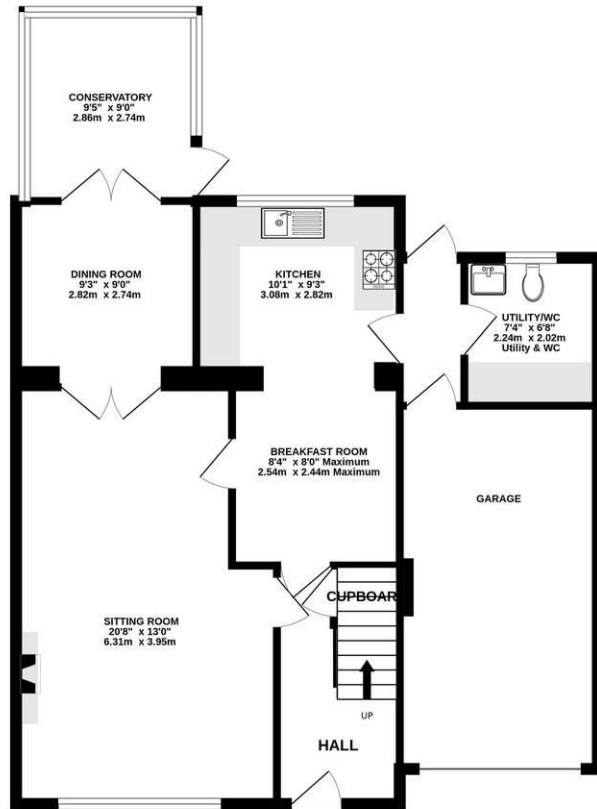 CONSERVATORY
9'5" x 9'0"
2.86m x 2.74m
DINING ROOM
9'3" x 9'0"
2.82m x 2.74m
KITCHEN
10'1" x 9'3"
3.08m x 2.82m
UTILITY/WC
7'4" x 6'8"
2.24m x 2.02m
Utility & WC
BREAKFAST ROOM
8'4" x 8'0" Maximum
2.54m x 2.44m Maximum
GARAGE
SITTING ROOM
20'8" x 13'0"
6.31m x 3.95m
CUPBOAR
UP
HALL